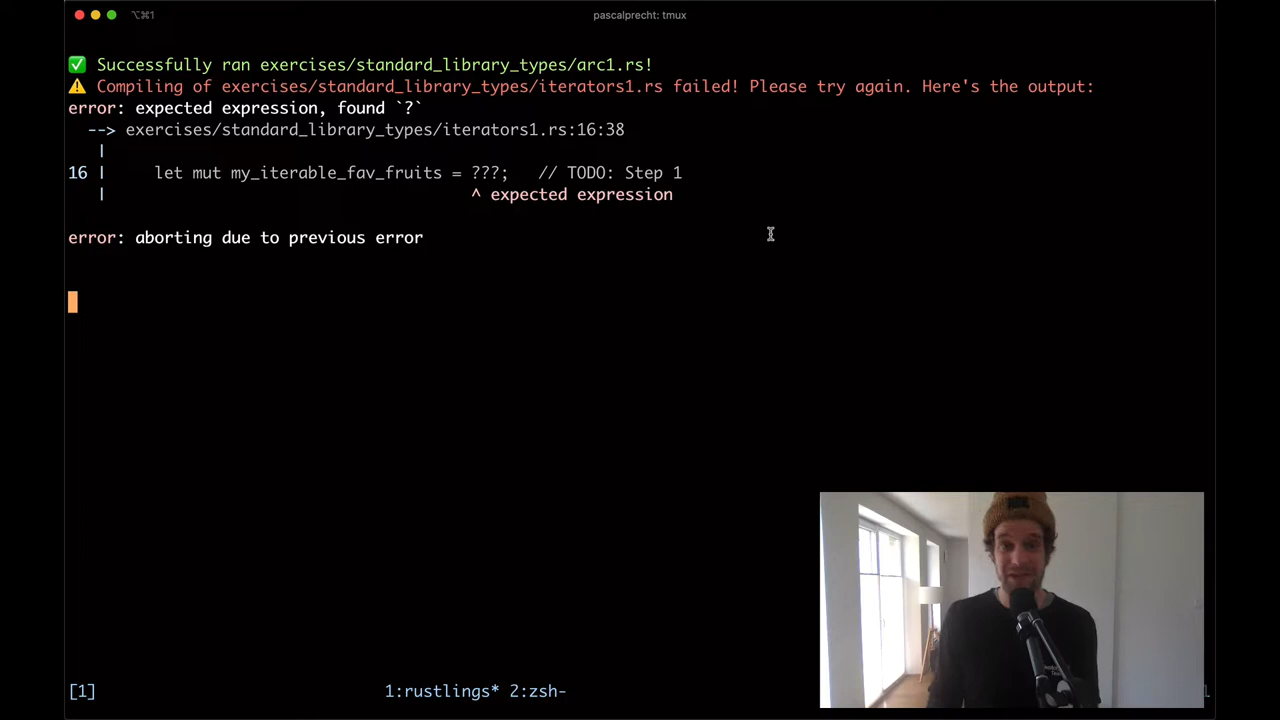 ⌥⌘1
pascalprecht: tmux
✅ Successfully ran exercises/standard_library_types/arc1.rs!
⚠️ Compiling of exercises/standard_library_types/iterators1.rs failed! Please try again. Here's the output:
error: expected expression, found `?`
--> exercises/standard_library_types/iterators1.rs:16:38
|
16 | let mut my_iterable_fav_fruits = ???; // TODO: Step 1
| ^ expected expression
error: aborting due to previous error
[1] 1:rustlings* 2:zsh-